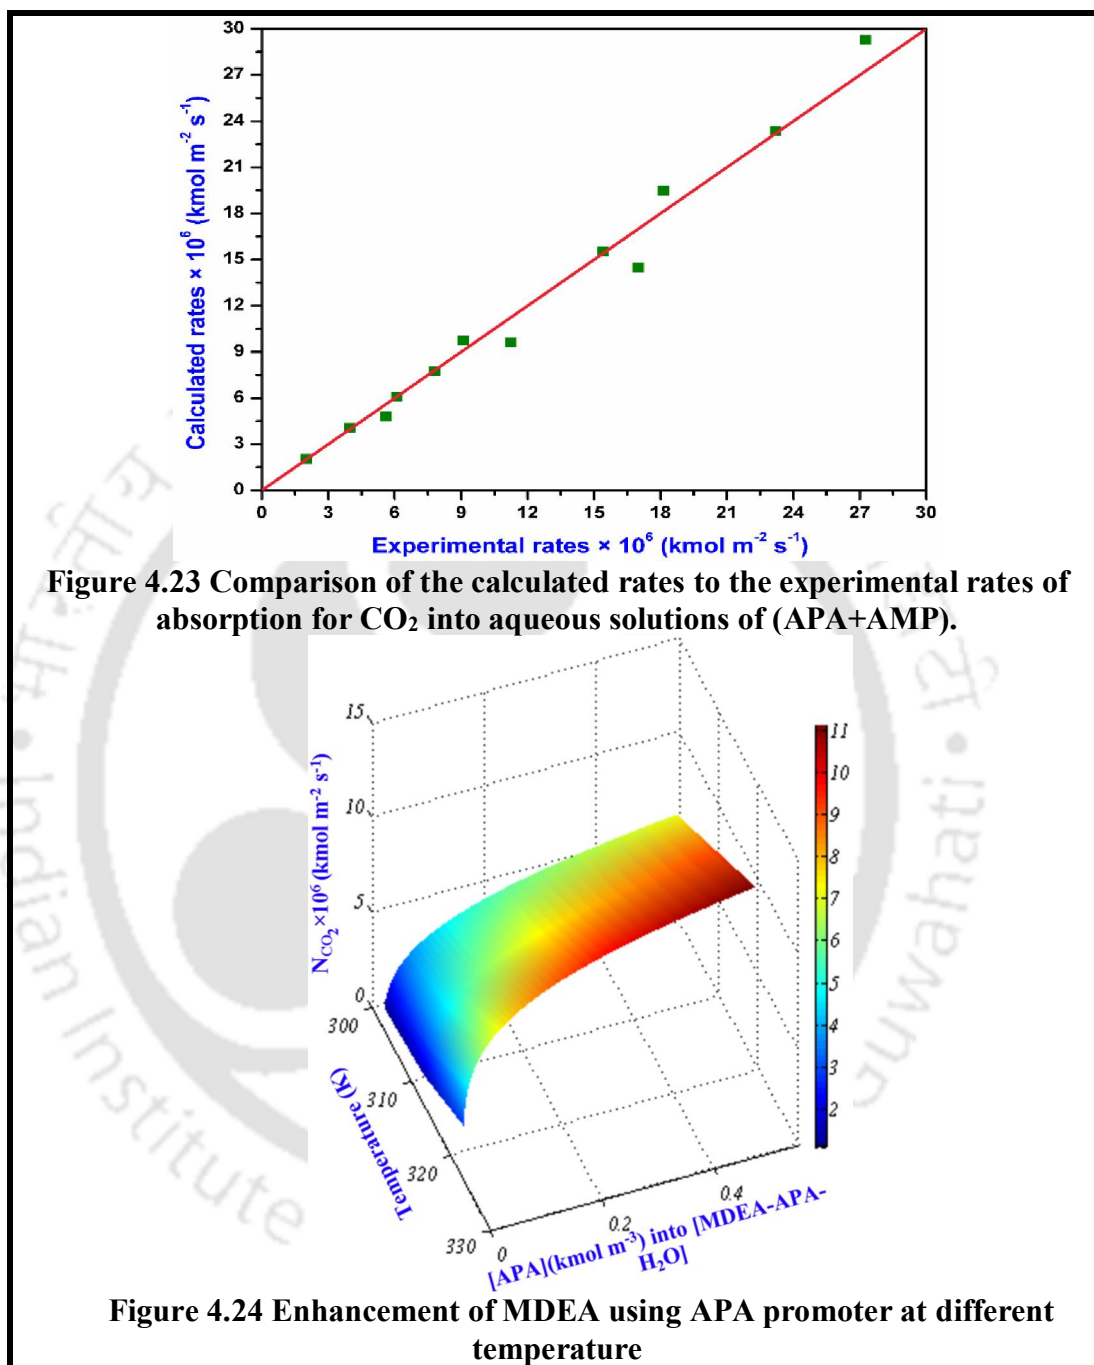 30
27
24
21
18
15
12
9
6
3
0
Calculated rates × 10⁶ (kmol m⁻² s⁻¹)
0 3 6 9 12 15 18 21 24 27 30
Experimental rates × 10⁶ (kmol m⁻² s⁻¹)
Figure 4.23 Comparison of the calculated rates to the experimental rates of
absorption for CO₂ into aqueous solutions of (APA+AMP).
15
10
5
0
N_CO₂×10⁶ (kmol m⁻² s⁻¹)
300
310
320
330
Temperature (K)
0
0.2
0.4
[APA](kmol m⁻³) into [MDEA-APA-
H₂O]
11
10
9
8
7
6
5
4
3
2
Figure 4.24 Enhancement of MDEA using APA promoter at different
temperature
Indian Institute
Guwahati